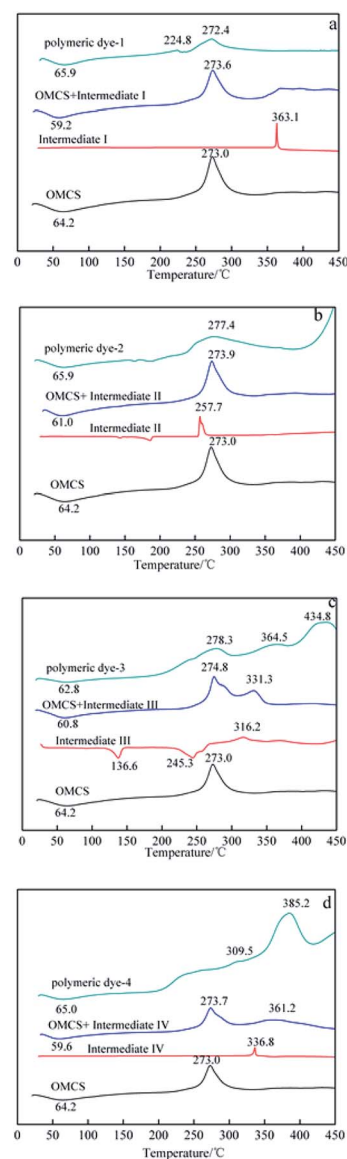 a
272.4
224.8
polymeric dye-1
65.9
273.6
OMCS+Intermediate I
59.2
363.1
Intermediate I
273.0
OMCS
64.2
0 50 100 150 200 250 300 350 400 450
Temperature/℃
b
277.4
polymeric dye-2
65.9
273.9
OMCS+ Intermediate II
61.0
257.7
Intermediate II
273.0
OMCS
64.2
0 50 100 150 200 250 300 350 400 450
Temperature/℃
c
434.8
278.3
364.5
polymeric dye-3
62.8
274.8
331.3
OMCS+Intermediate III
60.8
316.2
Intermediate III
136.6
245.3
273.0
OMCS
64.2
0 50 100 150 200 250 300 350 400 450
Temperature/℃
d
385.2
309.5
polymeric dye-4
65.0
273.7
361.2
OMCS+ Intermediate IV
59.6
336.8
Intermediate IV
273.0
OMCS
64.2
0 50 100 150 200 250 300 350 400 450
Temperature/℃